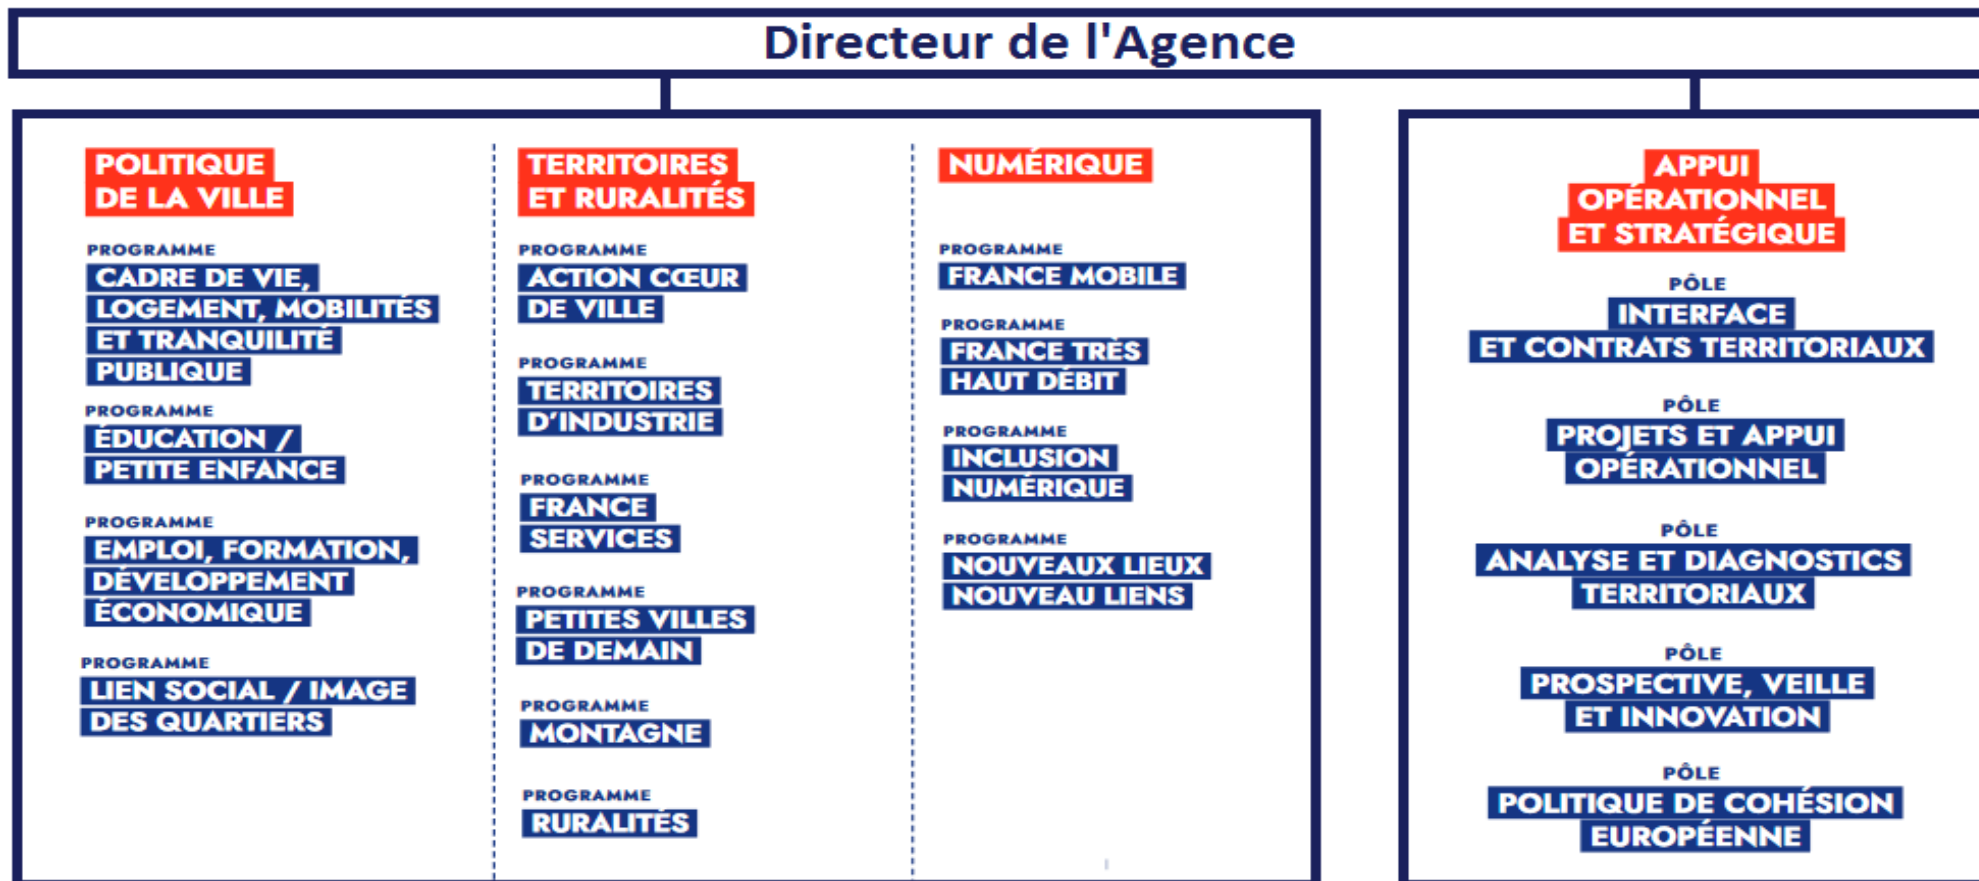 Directeur de l'Agence
POLITIQUE
DE LA VILLE
PROGRAMME
CADRE DE VIE,
LOGEMENT, MOBILITÉS
ET TRANQUILITÉ
PUBLIQUE
PROGRAMME
ÉDUCATION /
PETITE ENFANCE
PROGRAMME
EMPLOI, FORMATION,
DÉVELOPPEMENT
ÉCONOMIQUE
PROGRAMME
LIEN SOCIAL / IMAGE
DES QUARTIERS
TERRITOIRES
ET RURALITÉS
PROGRAMME
ACTION CŒUR
DE VILLE
PROGRAMME
TERRITOIRES
D'INDUSTRIE
PROGRAMME
FRANCE
SERVICES
PROGRAMME
PETITES VILLES
DE DEMAIN
PROGRAMME
MONTAGNE
PROGRAMME
RURALITÉS
NUMÉRIQUE
PROGRAMME
FRANCE MOBILE
PROGRAMME
FRANCE TRÈS
HAUT DÉBIT
PROGRAMME
INCLUSION
NUMÉRIQUE
PROGRAMME
NOUVEAUX LIEUX
NOUVEAU LIENS
APPUI
OPÉRATIONNEL
ET STRATÉGIQUE
PÔLE
INTERFACE
ET CONTRATS TERRITORIAUX
PÔLE
PROJETS ET APPUI
OPÉRATIONNEL
PÔLE
ANALYSE ET DIAGNOSTICS
TERRITORIAUX
PÔLE
PROSPECTIVE, VEILLE
ET INNOVATION
PÔLE
POLITIQUE DE COHÉSION
EUROPÉENNE